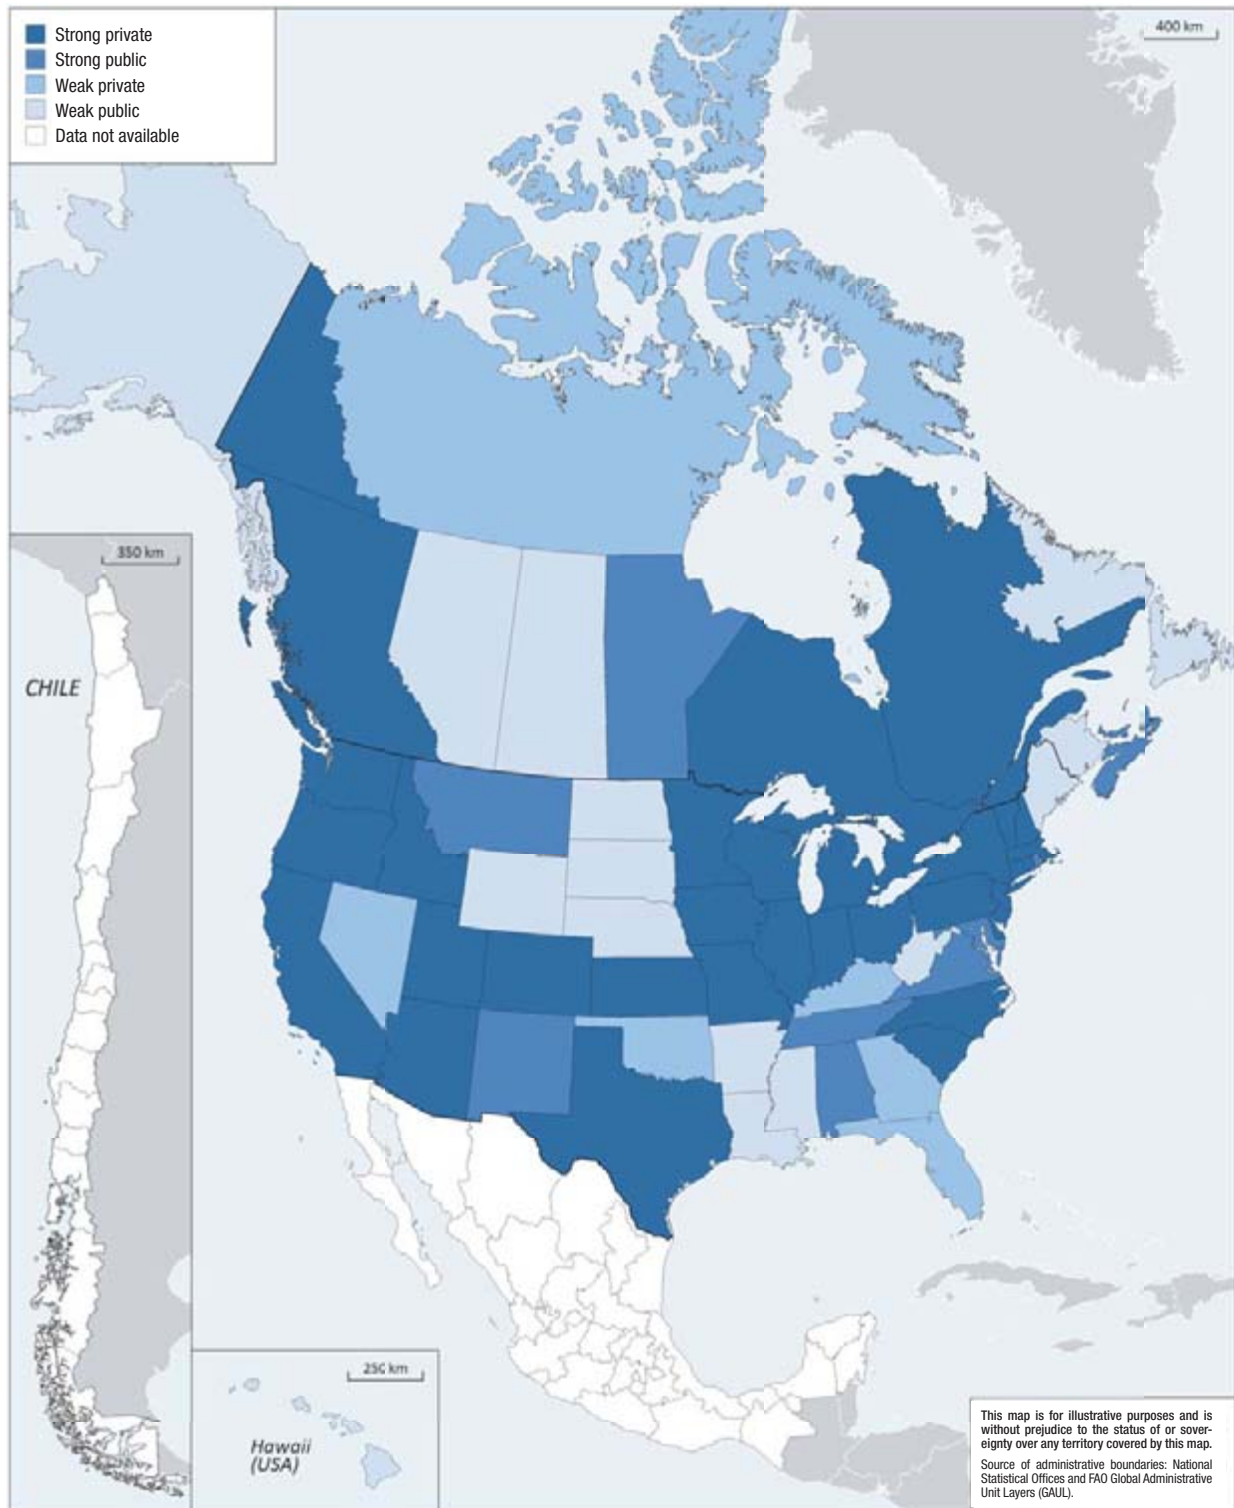 Strong private
Strong public
Weak private
Weak public
Data not available
400 km
350 km
CHILE
250 km
Hawaii
(USA)
This map is for illustrative purposes and is
without prejudice to the status of or sover-
eignty over any territory covered by this map.
Source of administrative boundaries: National
Statistical Offices and FAO Global Administrative
Unit Layers (GAUL).